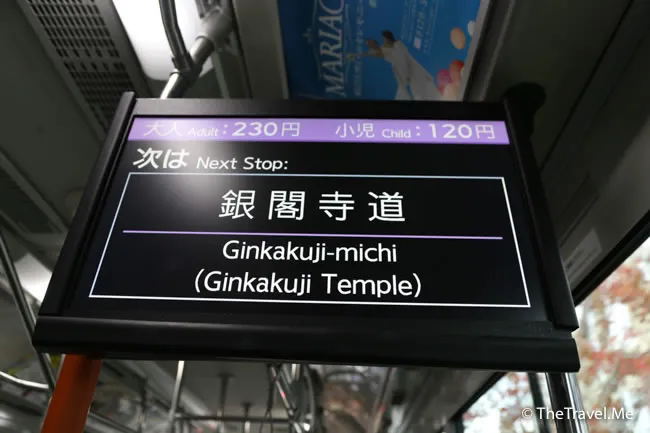 MARIAC
大人 Adult : 230円 小児 Child : 120円
次は Next Stop:
銀閣寺道
Ginkakuji-michi
(Ginkakuji Temple)
©TheTravel.Me